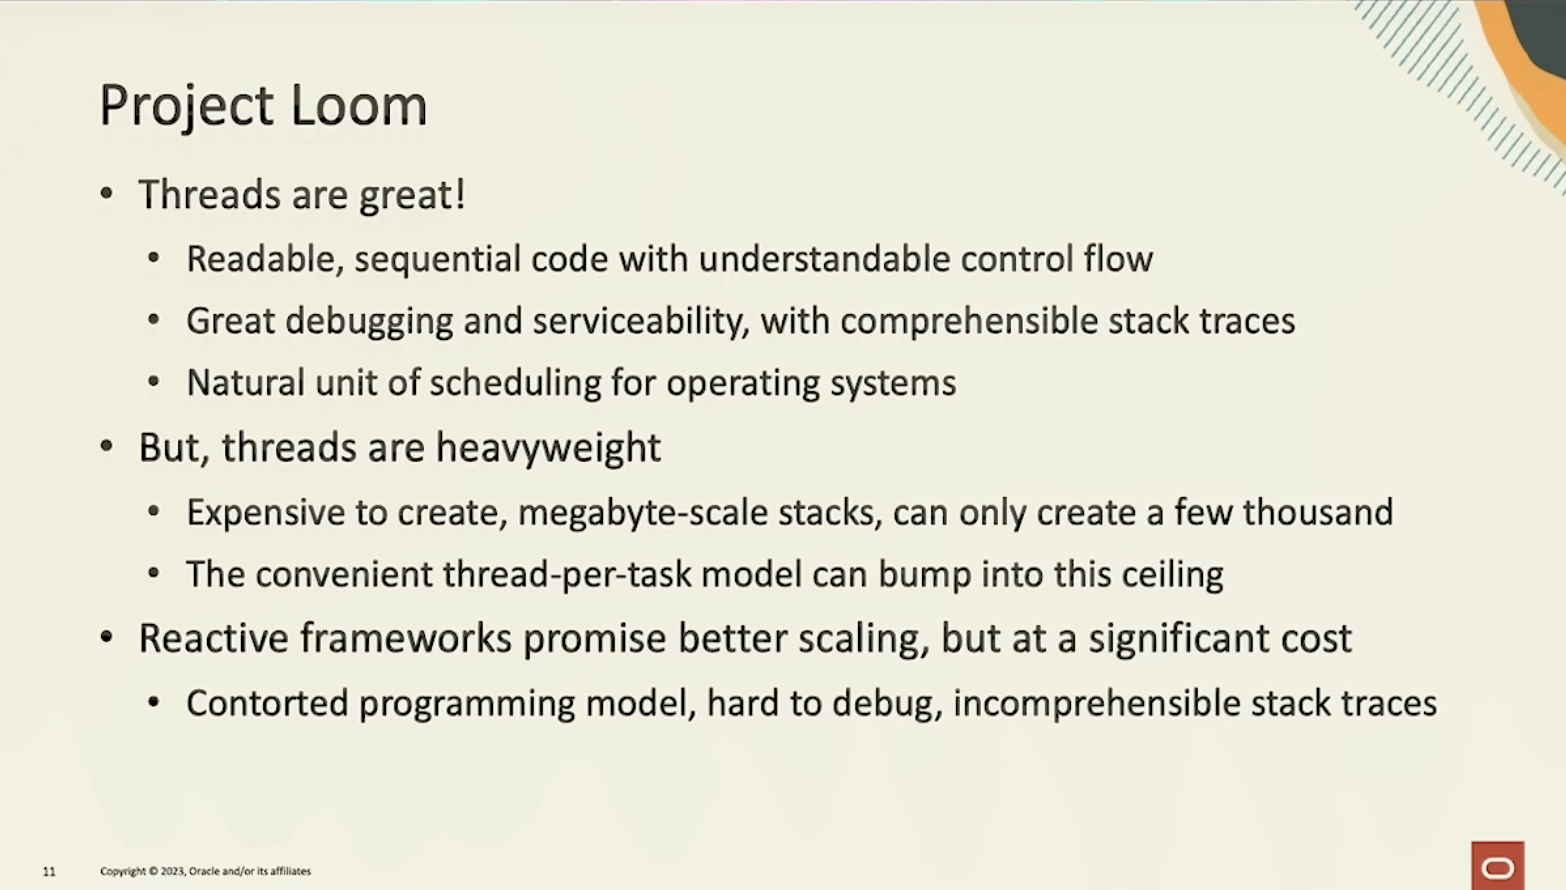 Project Loom
• Threads are great!
• Readable, sequential code with understandable control flow
• Great debugging and serviceability, with comprehensible stack traces
• Natural unit of scheduling for operating systems
• But, threads are heavyweight
• Expensive to create, megabyte-scale stacks, can only create a few thousand
• The convenient thread-per-task model can bump into this ceiling
• Reactive frameworks promise better scaling, but at a significant cost
• Contorted programming model, hard to debug, incomprehensible stack traces
11 Copyright © 2023, Oracle and/or its affiliates